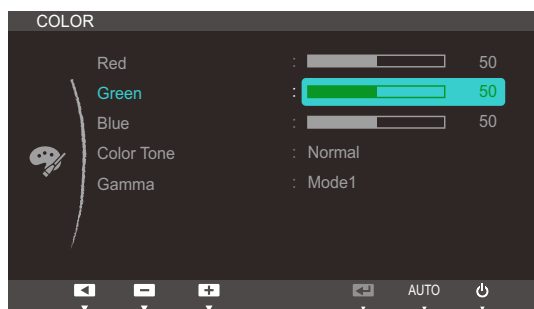 COLOR
Red : 50
Green : 50
Blue : 50
Color Tone : Normal
Gamma : Mode1
AUTO